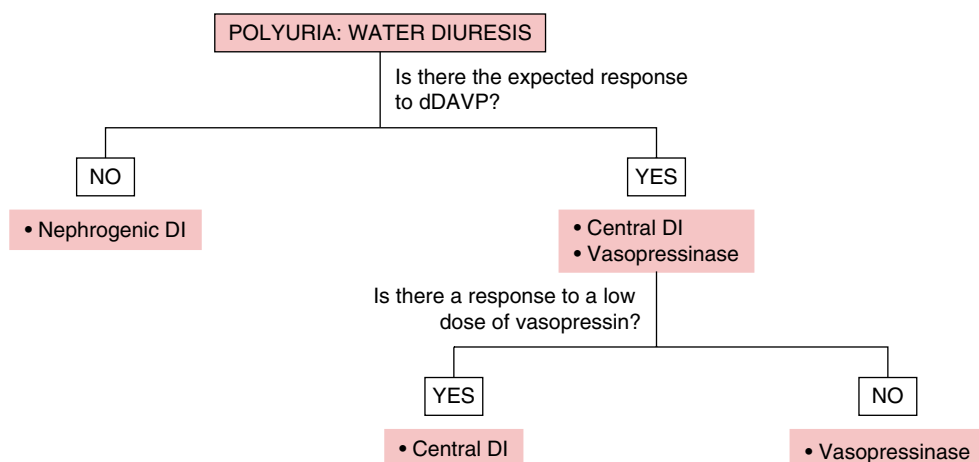 POLYURIA: WATER DIURESIS
Is there the expected response
to dDAVP?
NO
YES
• Nephrogenic DI
• Central DI
• Vasopressinase
Is there a response to a low
dose of vasopressin?
YES
NO
• Central DI
• Vasopressinase